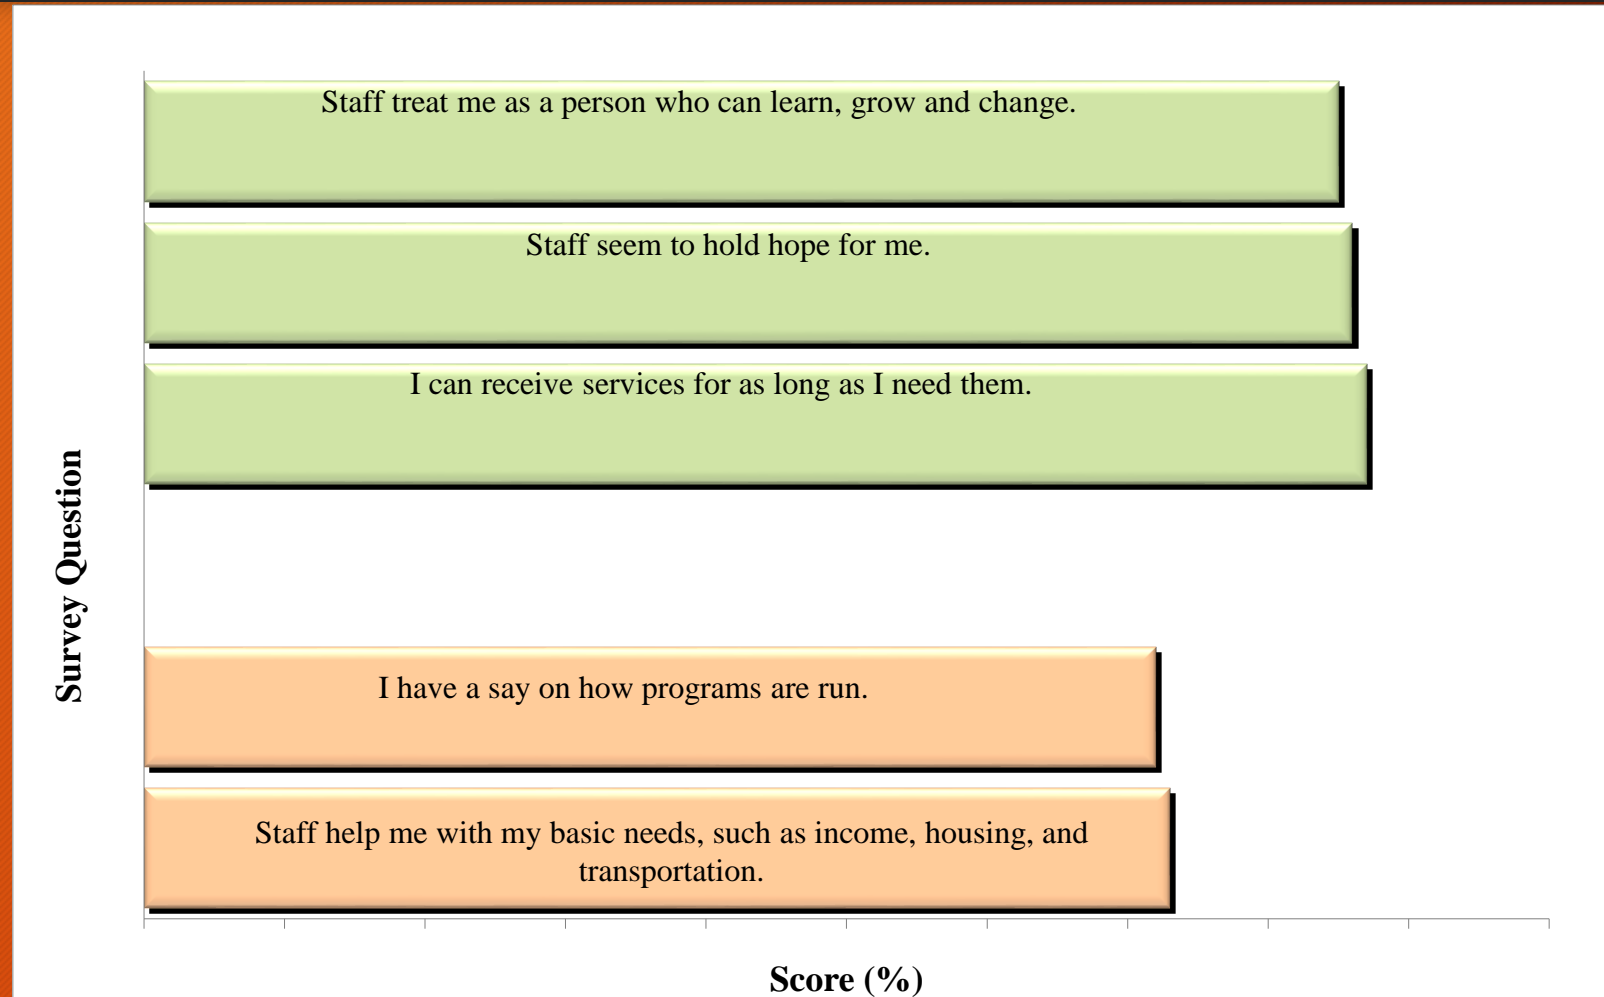 Staff treat me as a person who can learn, grow and change.
Staff seem to hold hope for me.
I can receive services for as long as I need them.
Survey Question
I have a say on how programs are run.
Staff help me with my basic needs, such as income, housing, and
transportation.
Score (%)